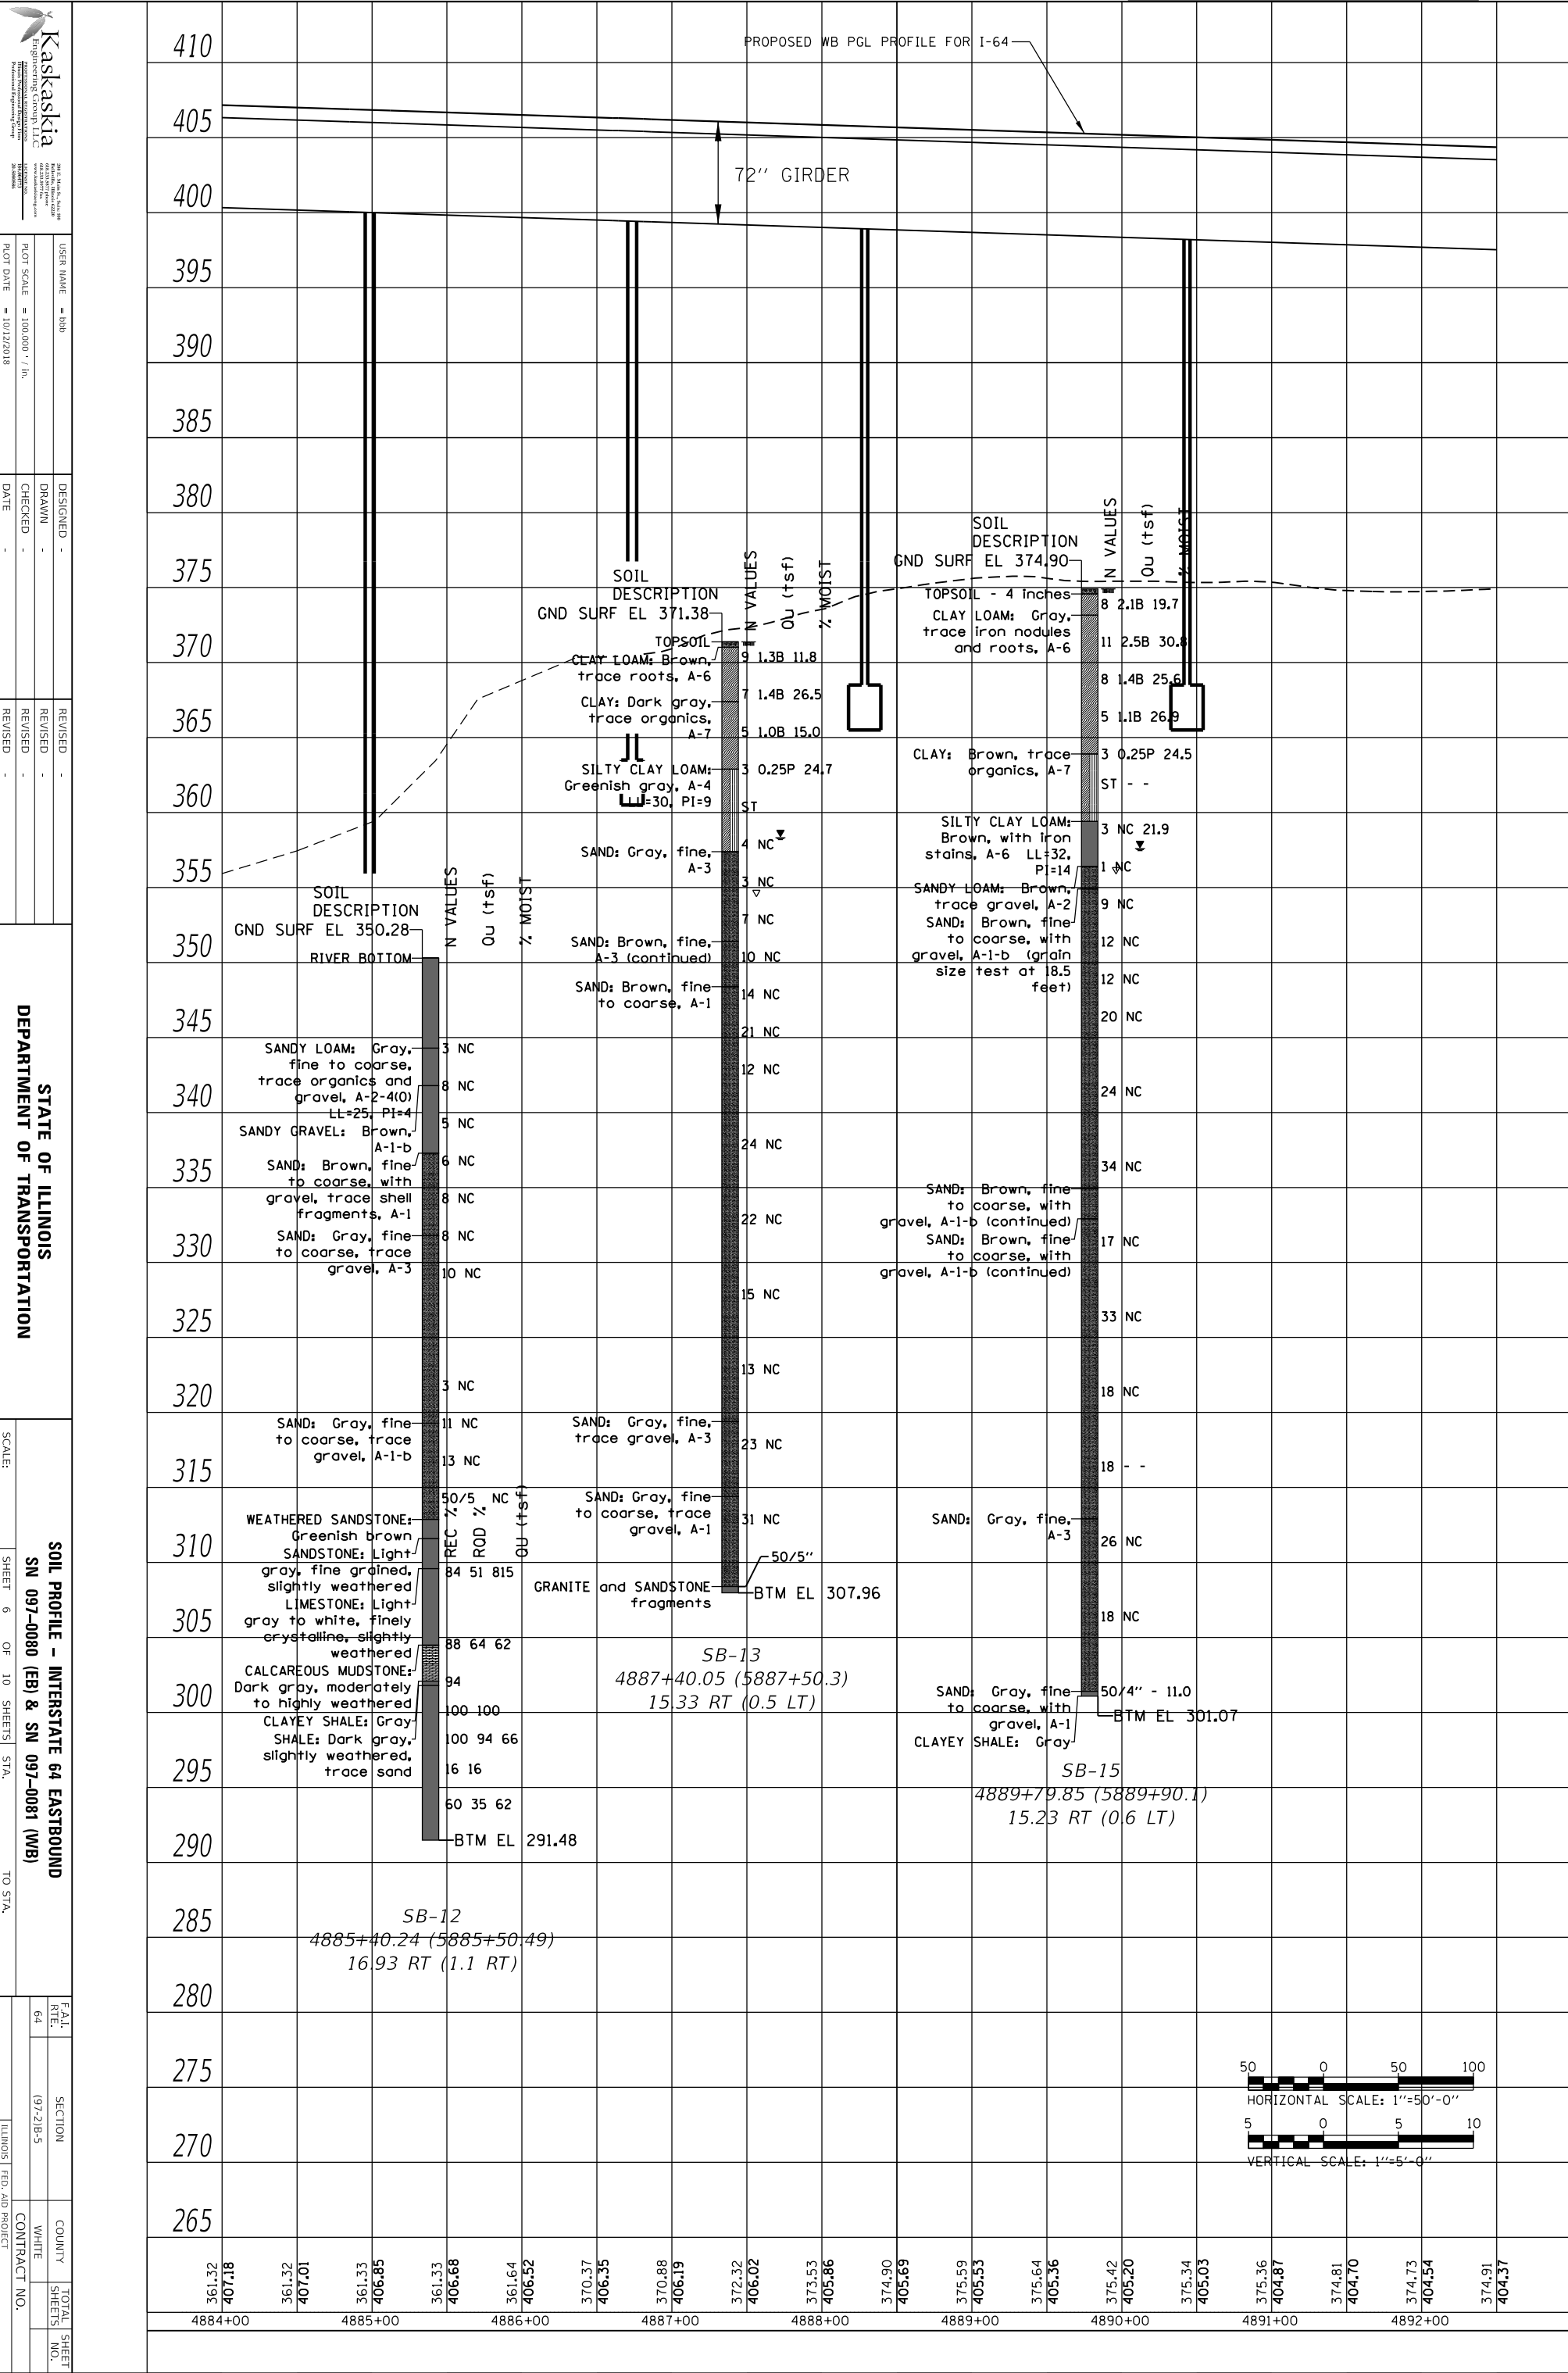 PROPOSED WB PGL PROFILE FOR I-64
72'' GIRDER
410
405
400
395
390
385
380
375
370
365
360
355
350
345
340
335
330
325
320
315
310
305
300
295
290
285
280
275
270
265
SOIL
DESCRIPTION
N VALUES
Qu (tsf)
% MOIST
GND SURF EL 350.28
RIVER BOTTOM
SANDY LOAM: Gray,
fine to coarse,
trace organics and
gravel, A-2-4(0)
LL=25, PI=4
SANDY GRAVEL: Brown,
A-1-b
SAND: Brown, fine
to coarse, with
gravel, trace shell
fragments, A-1
SAND: Gray, fine
to coarse, trace
gravel, A-3
SAND: Gray, fine
to coarse, trace
gravel, A-1-b
WEATHERED SANDSTONE:
Greenish brown
SANDSTONE: Light
gray, fine grained,
slightly weathered
LIMESTONE: Light
gray to white, finely
crystalline, slightly
weathered
CALCAREOUS MUDSTONE:
Dark gray, moderately
to highly weathered
CLAYEY SHALE: Gray
SHALE: Dark gray,
slightly weathered,
trace sand
3 NC
8 NC
5 NC
6 NC
8 NC
8 NC
10 NC
3 NC
11 NC
13 NC
50/5 NC
REC %
RQD %
QU (tsf)
84 51 815
88 64 62
94
100 100
100 94 66
16 16
60 35 62
BTM EL 291.48
SB-12
4885+40.24 (5885+50.49)
16.93 RT (1.1 RT)
SOIL
DESCRIPTION
N VALUES
Qu (tsf)
% MOIST
GND SURF EL 371.38
TOPSOIL
CLAY LOAM: Brown,
trace roots, A-6
CLAY: Dark gray,
trace organics,
A-7
SILTY CLAY LOAM:
Greenish gray, A-4
LL=30, PI=9
SAND: Gray, fine,
A-3
SAND: Brown, fine,
A-3 (continued)
SAND: Brown, fine
to coarse, A-1
SAND: Gray, fine,
trace gravel, A-3
SAND: Gray, fine
to coarse, trace
gravel, A-1
GRANITE and SANDSTONE
fragments
9 1.3B 11.8
7 1.4B 26.5
5 1.0B 15.0
3 0.25P 24.7
ST
4 NC
3 NC
7 NC
10 NC
14 NC
21 NC
12 NC
24 NC
22 NC
15 NC
13 NC
23 NC
31 NC
50/5''
BTM EL 307.96
SB-13
4887+40.05 (5887+50.3)
15.33 RT (0.5 LT)
SOIL
DESCRIPTION
N VALUES
Qu (tsf)
% MOIST
GND SURF EL 374.90
TOPSOIL - 4 inches
CLAY LOAM: Gray,
trace iron nodules
and roots, A-6
CLAY: Brown, trace
organics, A-7
SILTY CLAY LOAM:
Brown, with iron
stains, A-6 LL=32,
PI=14
SANDY LOAM: Brown,
trace gravel, A-2
SAND: Brown, fine
to coarse, with
gravel, A-1-b (grain
size test at 18.5
feet)
SAND: Brown, fine
to coarse, with
gravel, A-1-b (continued)
SAND: Brown, fine
to coarse, with
gravel, A-1-b (continued)
SAND: Gray, fine,
A-3
SAND: Gray, fine
to coarse, with
gravel, A-1
CLAYEY SHALE: Gray
8 2.1B 19.7
11 2.5B 30.8
8 1.4B 25.6
5 1.1B 26.9
3 0.25P 24.5
ST - -
3 NC 21.9
1 NC
9 NC
12 NC
12 NC
20 NC
24 NC
34 NC
17 NC
33 NC
18 NC
18 - -
26 NC
18 NC
50/4'' - 11.0
BTM EL 301.07
SB-15
4889+79.85 (5889+90.1)
15.23 RT (0.6 LT)
50 0 50 100
HORIZONTAL SCALE: 1''=50'-0''
5 0 5 10
VERTICAL SCALE: 1''=5'-0''
361.32
407.18
361.32
407.01
361.33
406.85
361.33
406.68
361.64
406.52
370.37
406.35
370.88
406.19
372.32
406.02
373.53
405.86
374.90
405.69
375.59
405.53
375.64
405.36
375.42
405.20
375.34
405.03
375.36
404.87
374.81
404.70
374.73
404.54
374.91
404.37
4884+00
4885+00
4886+00
4887+00
4888+00
4889+00
4890+00
4891+00
4892+00
Kaskaskia
Engineering Group, LLC
USER NAME = bbb
PLOT SCALE = 100.000 ' / in.
PLOT DATE = 10/12/2018
DESIGNED -
DRAWN -
CHECKED -
DATE -
REVISED -
REVISED -
REVISED -
REVISED -
STATE OF ILLINOIS
DEPARTMENT OF TRANSPORTATION
SOIL PROFILE - INTERSTATE 64 EASTBOUND
SN 097-0080 (EB) & SN 097-0081 (WB)
SCALE:
SHEET 6 OF 10 SHEETS
STA.
TO STA.
F.A.I.
RTE.
SECTION
COUNTY
TOTAL
SHEETS
SHEET
NO.
64
(97-2)B-5
WHITE
CONTRACT NO.
ILLINOIS FED. AID PROJECT